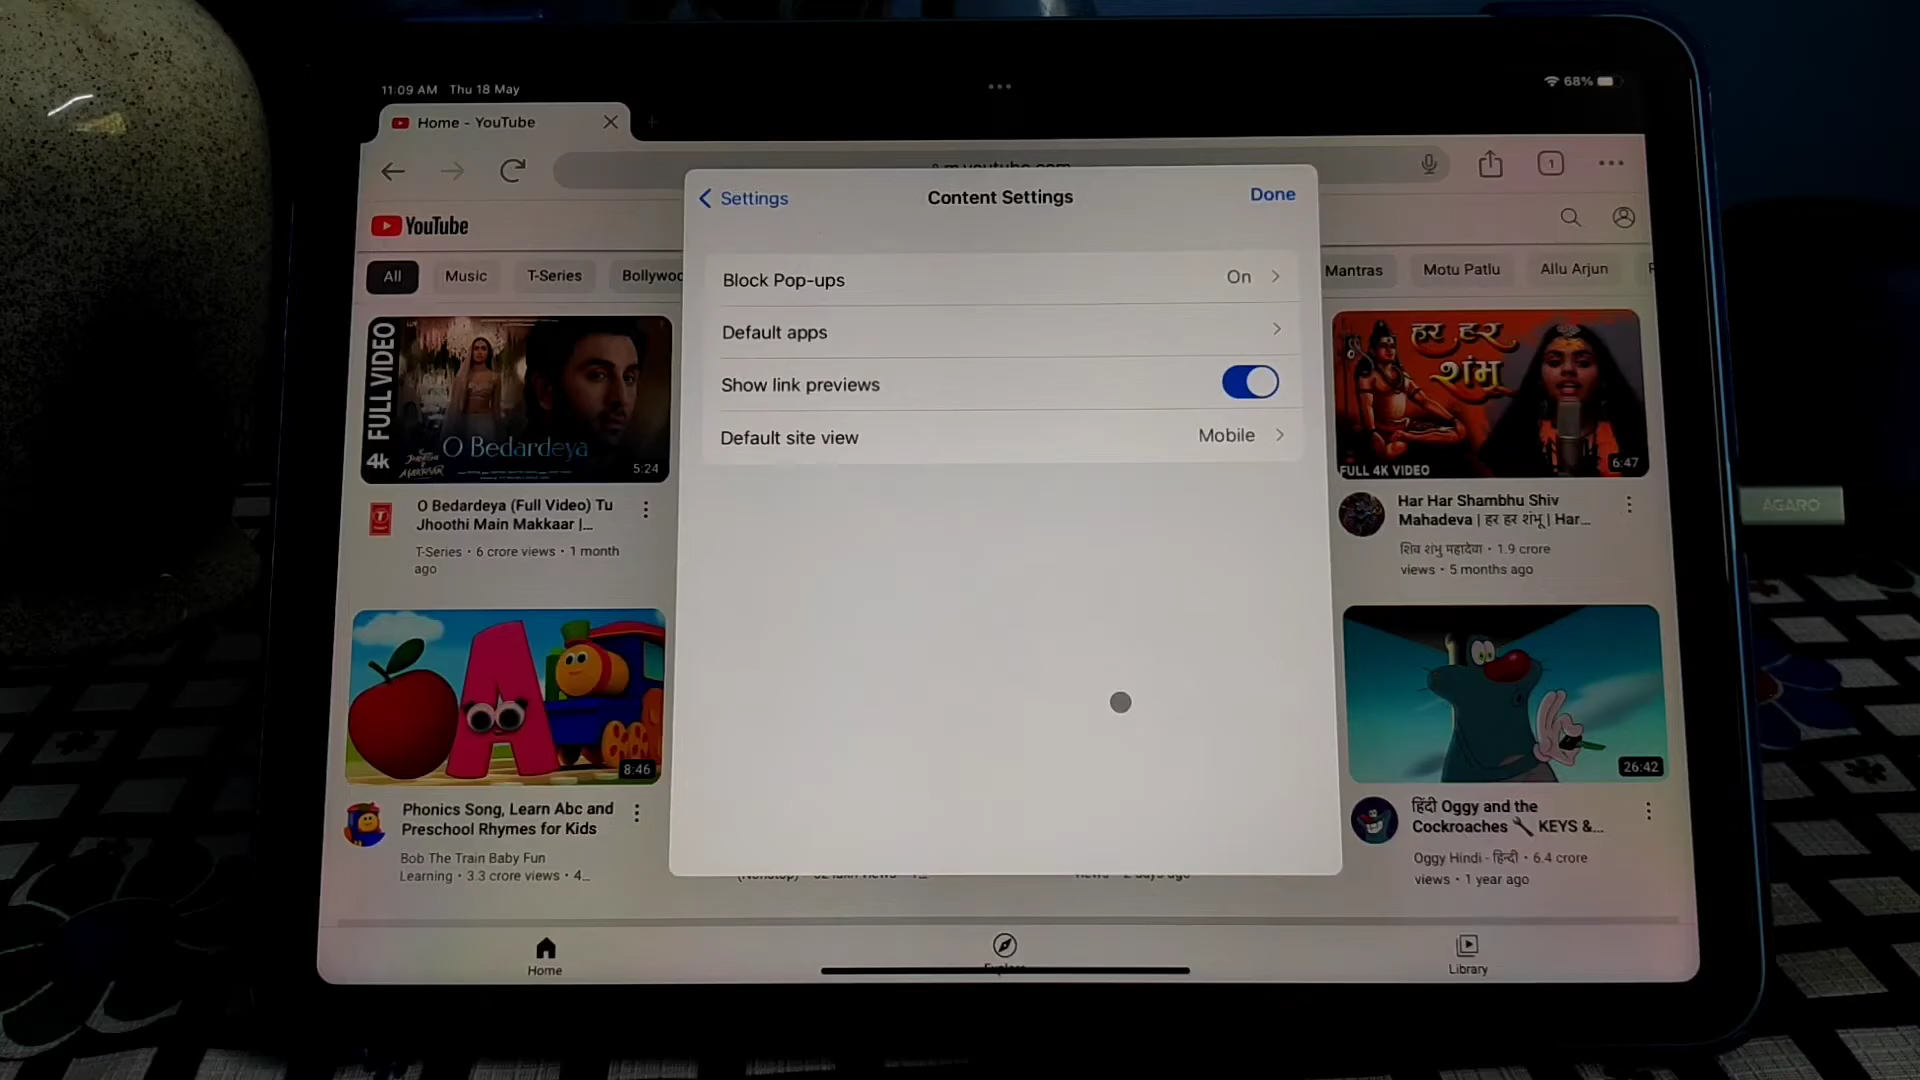 11:09 AM Thu 18 May
68%
Home - YouTube
m.youtube.com
1
Settings
Content Settings
Done
YouTube
All
Music
T-Series
Mantras
Motu Patlu
Allu Arjun
Block Pop-ups
On
Default apps
Show link previews
Default site view
Mobile
FULL VIDEO
4k
O Bedardeya
5:24
O Bedardeya (Full Video) Tu
Jhoothi Main Makkaar |...
T-Series • 6 crore views • 1 month
ago
हर हर
शंभू
FULL 4K VIDEO
6:47
Har Har Shambhu Shiv
Mahadeva | हर हर शंभू | Har...
शिव शंभु महादेवा • 1.9 crore
views • 5 months ago
AGARO
A
8:46
Phonics Song, Learn Abc and
Preschool Rhymes for Kids
Bob The Train Baby Fun
Learning • 3.3 crore views • 4...
26:42
हिंदी Oggy and the
Cockroaches 🔧 KEYS &...
Oggy Hindi - हिन्दी • 6.4 crore
views • 1 year ago
Home
Library